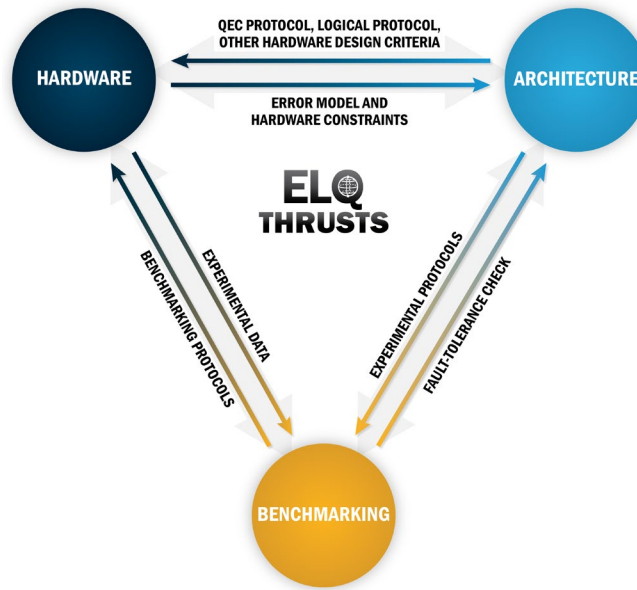 QEC PROTOCOL, LOGICAL PROTOCOL,
OTHER HARDWARE DESIGN CRITERIA
HARDWARE
ARCHITECTURE
ERROR MODEL AND
HARDWARE CONSTRAINTS
ELQ
THRUSTS
BENCHMARKING PROTOCOLS
EXPERIMENTAL DATA
EXPERIMENTAL PROTOCOLS
FAULT-TOLERANCE CHECK
BENCHMARKING